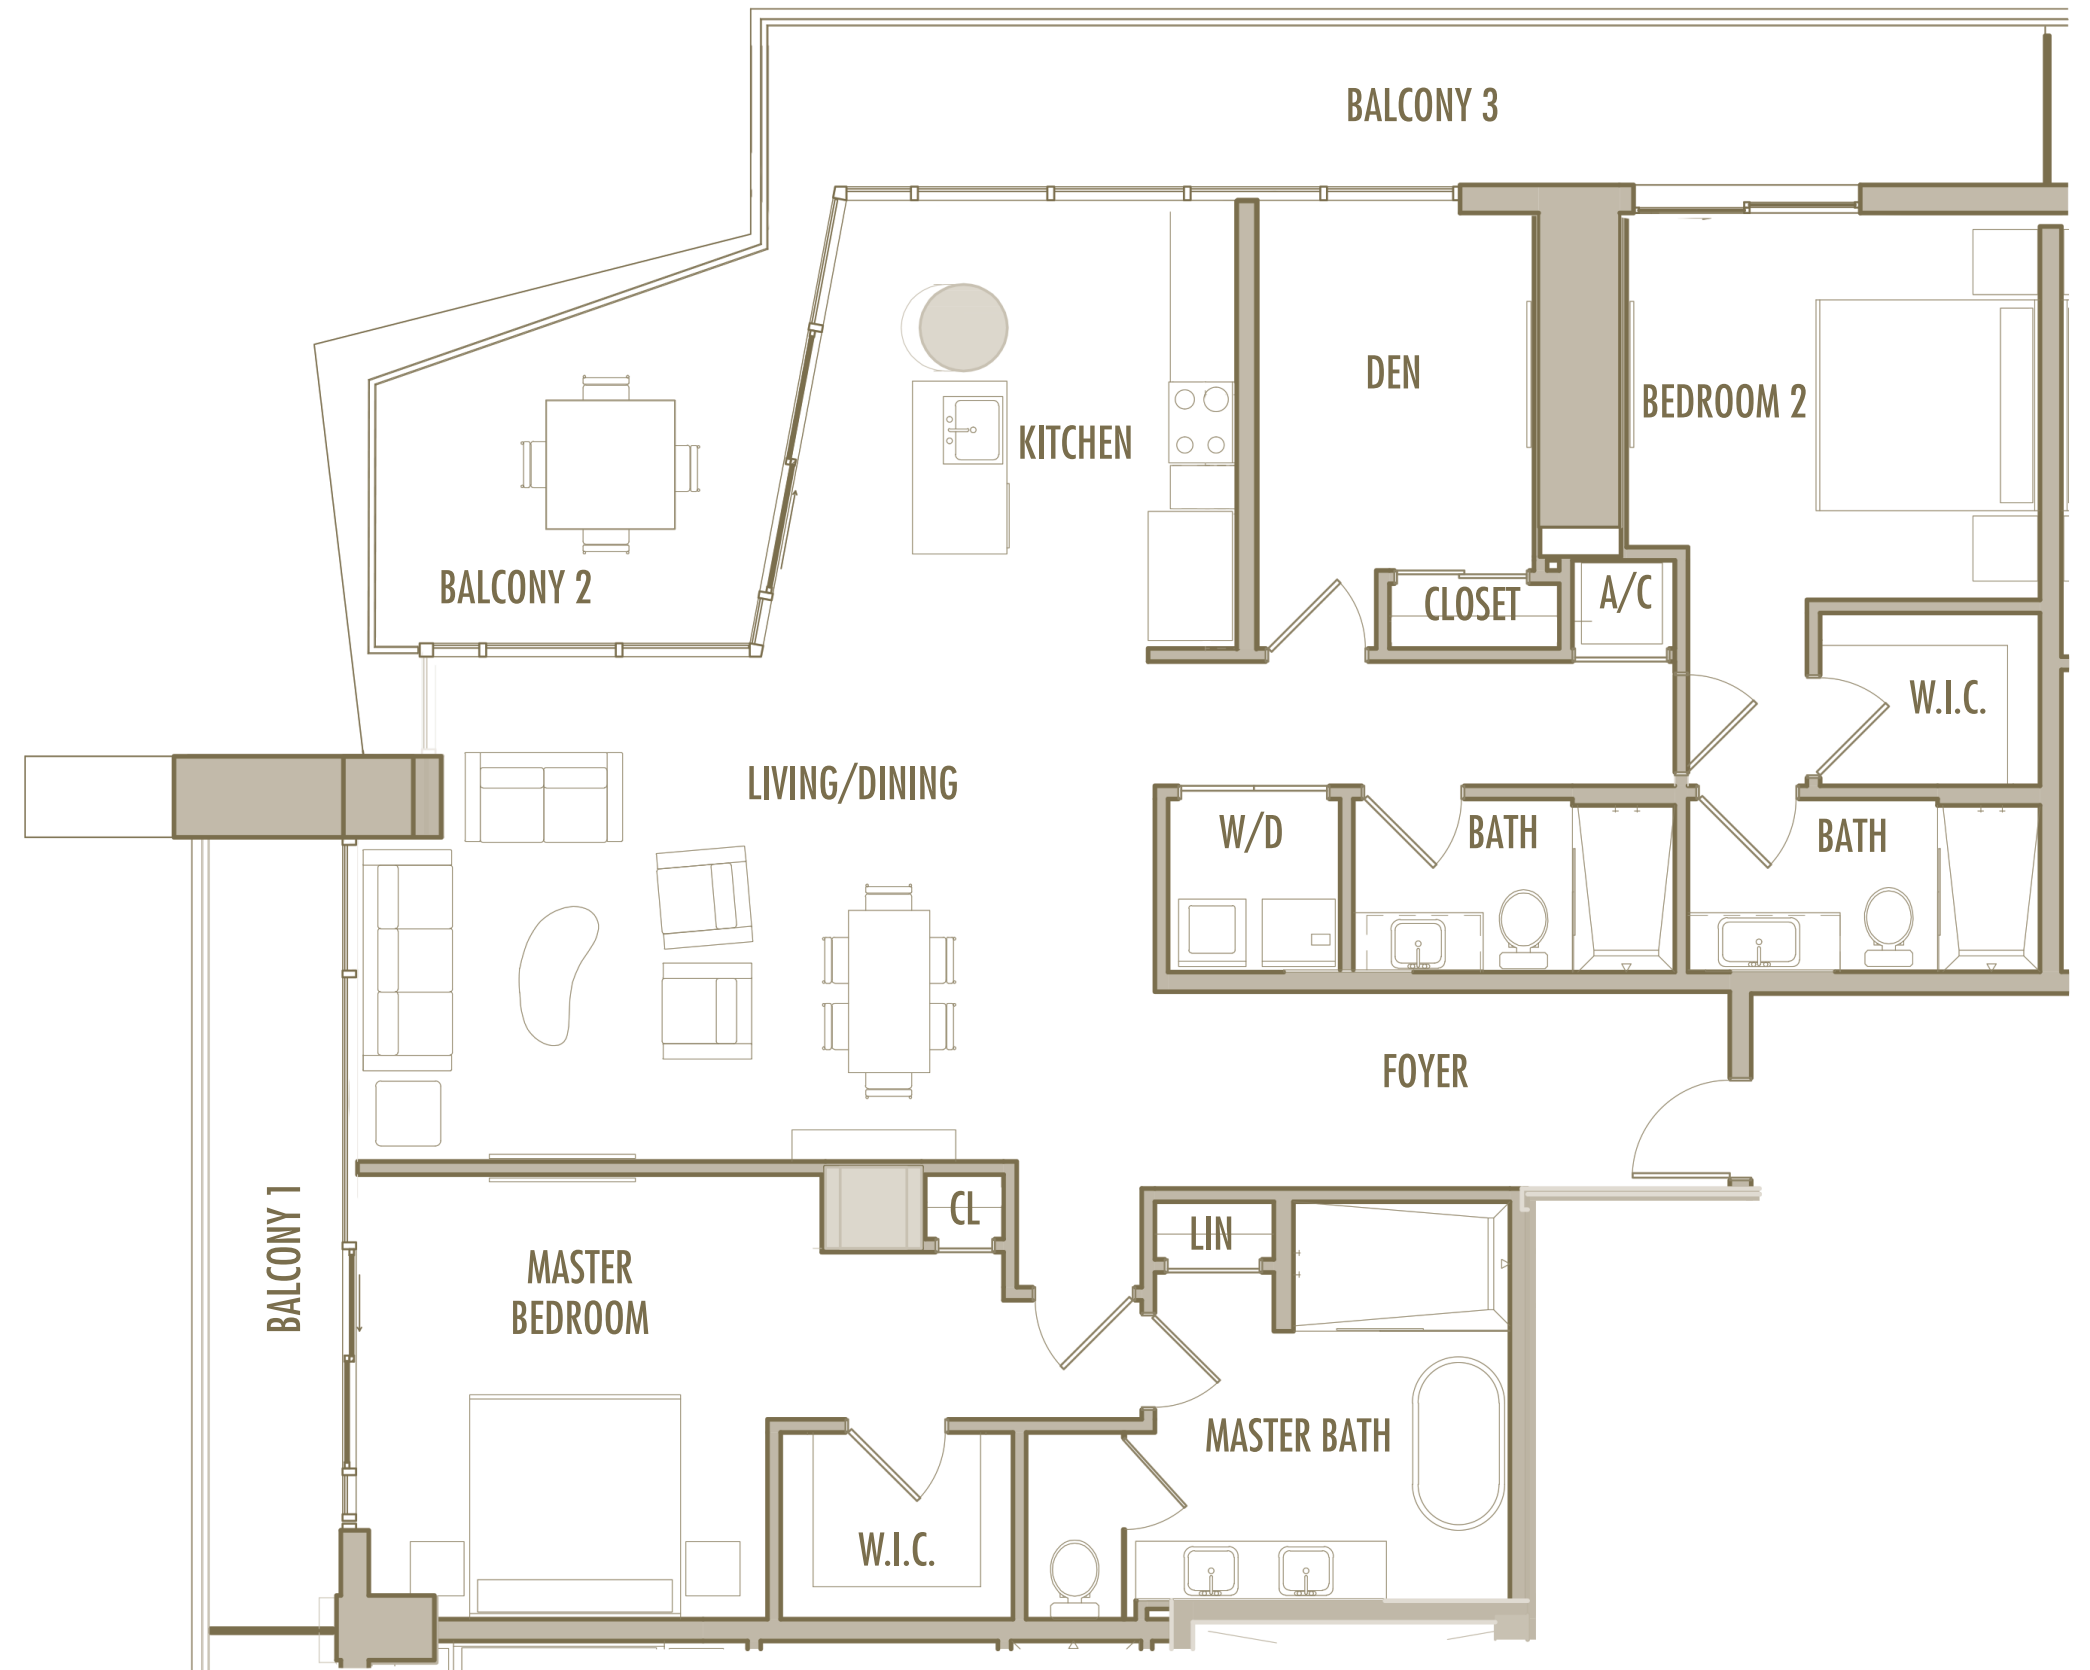 BALCONY 3
DEN
BEDROOM 2
KITCHEN
BALCONY 2
CLOSET
A/C
W.I.C.
LIVING/DINING
W/D
BATH
BATH
FOYER
BALCONY 1
CL
LIN
MASTER
BEDROOM
MASTER BATH
W.I.C.